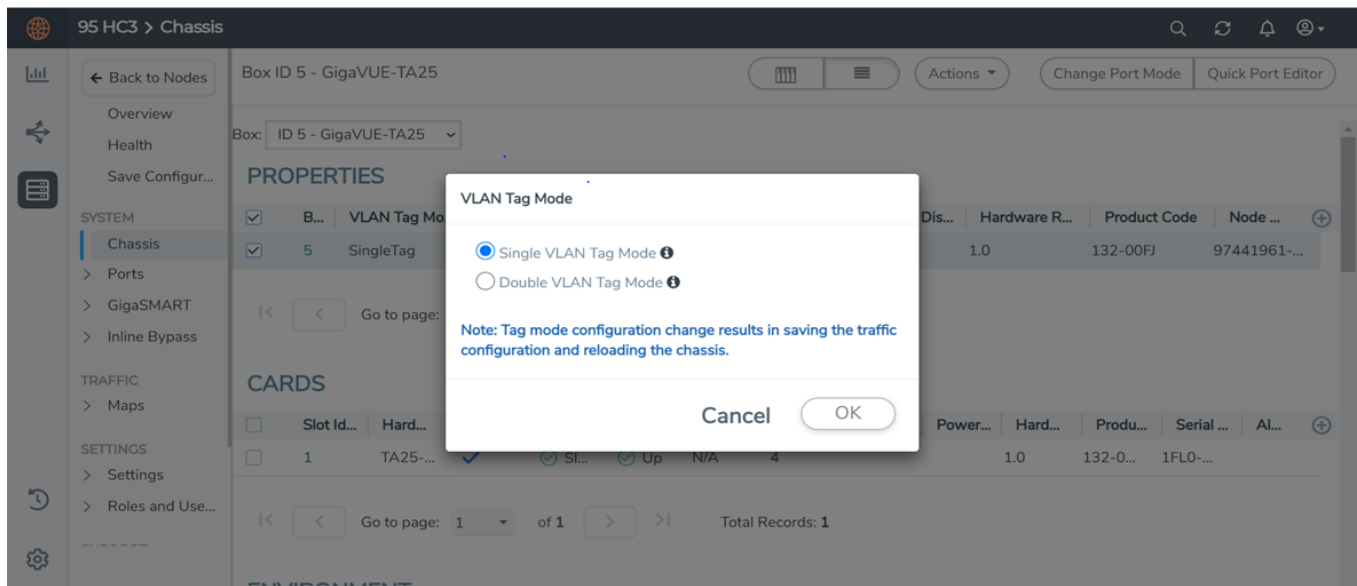 95 HC3 > Chassis
← Back to Nodes
Overview
Health
Save Configur...
SYSTEM
Chassis
> Ports
> GigaSMART
> Inline Bypass
TRAFFIC
> Maps
SETTINGS
> Settings
> Roles and Use...
Box ID 5 - GigaVUE-TA25
Actions
Change Port Mode
Quick Port Editor
Box: ID 5 - GigaVUE-TA25
PROPERTIES
B... VLAN Tag Mo Dis... Hardware R... Product Code Node ...
5 SingleTag 1.0 132-00FJ 97441961-...
Go to page:
VLAN Tag Mode
Single VLAN Tag Mode
Double VLAN Tag Mode
Note: Tag mode configuration change results in saving the traffic
configuration and reloading the chassis.
Cancel OK
CARDS
Slot Id... Hard... Power... Hard... Produ... Serial ... Al...
1 TA25-... Sl... Up N/A 4 1.0 132-0... 1FL0-...
Go to page: 1 of 1 Total Records: 1